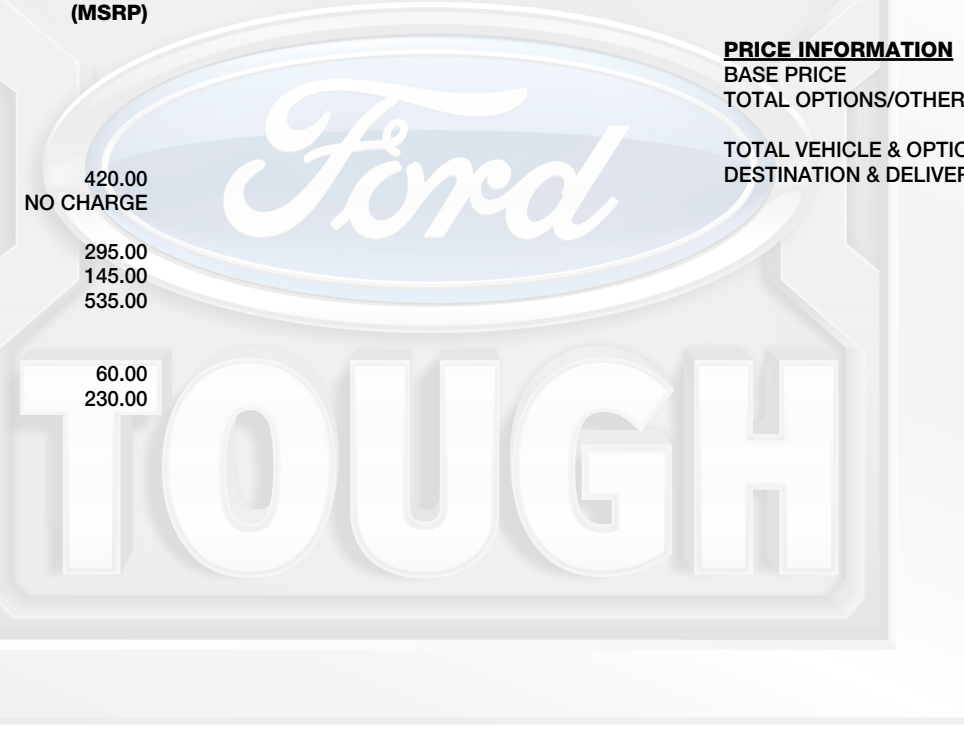 (MSRP)
420.00
NO CHARGE
295.00
145.00
535.00
60.00
230.00
PRICE INFORMATION
BASE PRICE
TOTAL OPTIONS/OTHER
TOTAL VEHICLE & OPTIO
DESTINATION & DELIVER
Ford
TOUGH